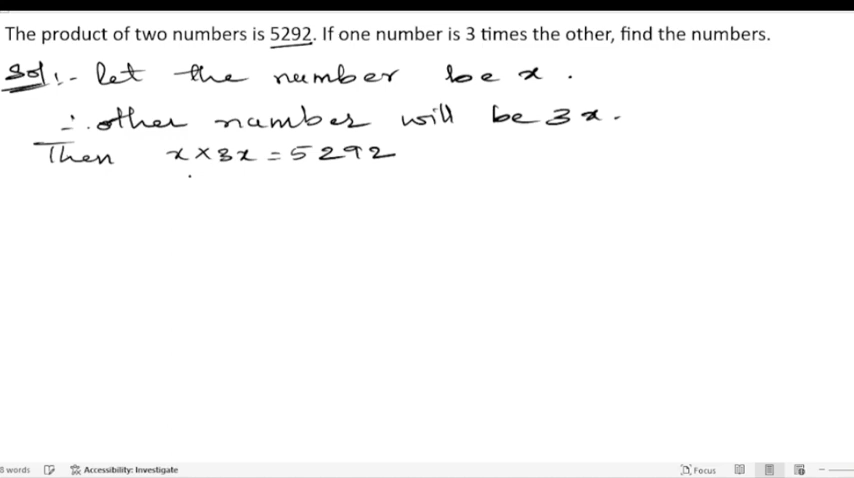 The product of two numbers is 5292. If one number is 3 times the other, find the numbers.
Sol:- let the number be x.
∴ other number will be 3x.
Then x × 3x = 5292
words Accessibility: Investigate Focus